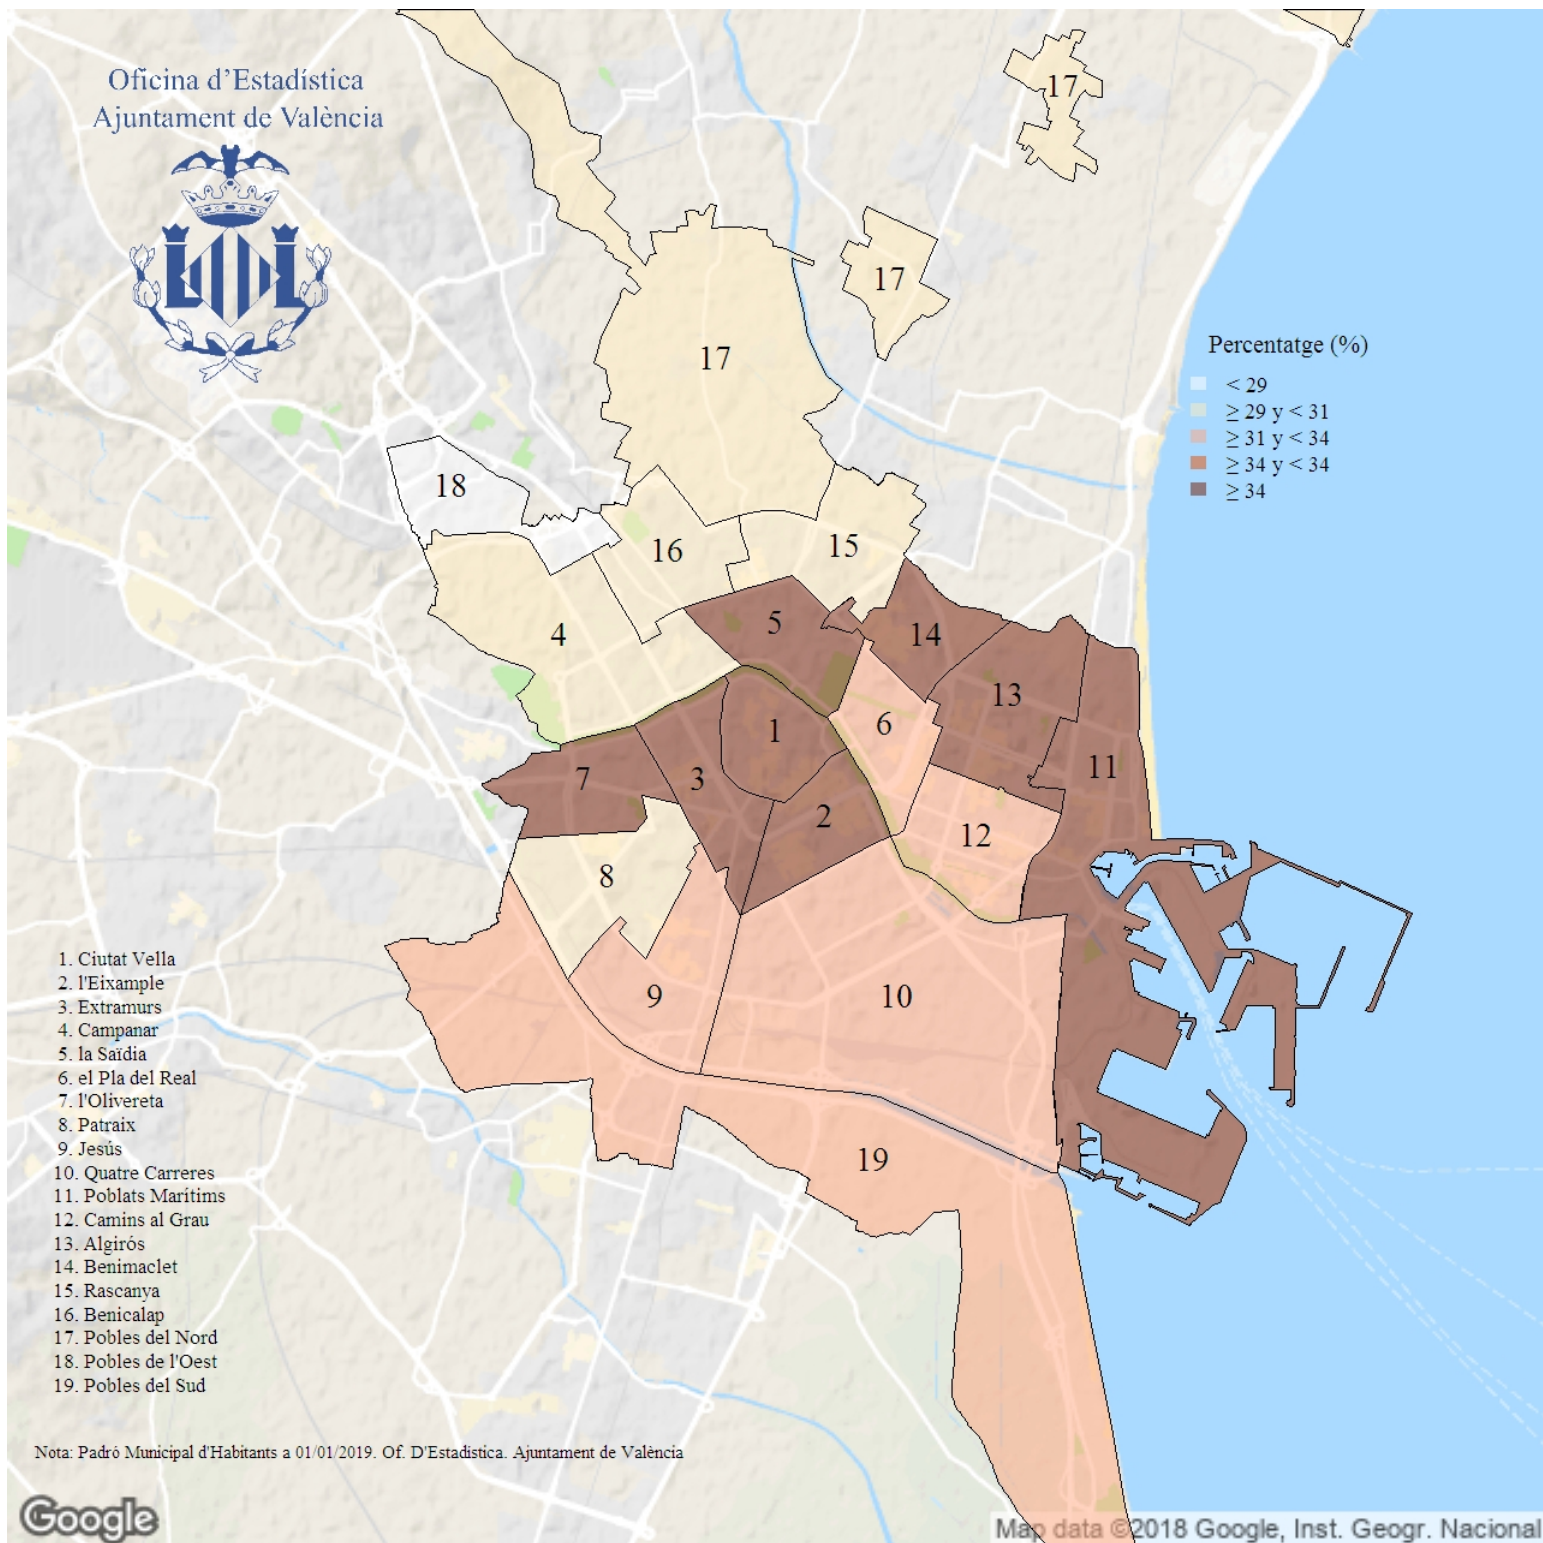 Oficina d'Estadística
Ajuntament de València
17
17
17
18
16
15
4
5
14
13
6
1
11
7
3
2
12
8
9
10
19
Percentatge (%)
< 29
≥ 29 y < 31
≥ 31 y < 34
≥ 34 y < 34
≥ 34
1. Ciutat Vella
2. l'Eixample
3. Extramurs
4. Campanar
5. la Saïdia
6. el Pla del Real
7. l'Olivereta
8. Patraix
9. Jesús
10. Quatre Carreres
11. Poblats Marítims
12. Camins al Grau
13. Algirós
14. Benimaclet
15. Rascanya
16. Benicalap
17. Pobles del Nord
18. Pobles de l'Oest
19. Pobles del Sud
Nota: Padró Municipal d'Habitants a 01/01/2019. Of. D'Estadística. Ajuntament de València
Google
Map data ©2018 Google, Inst. Geogr. Nacional